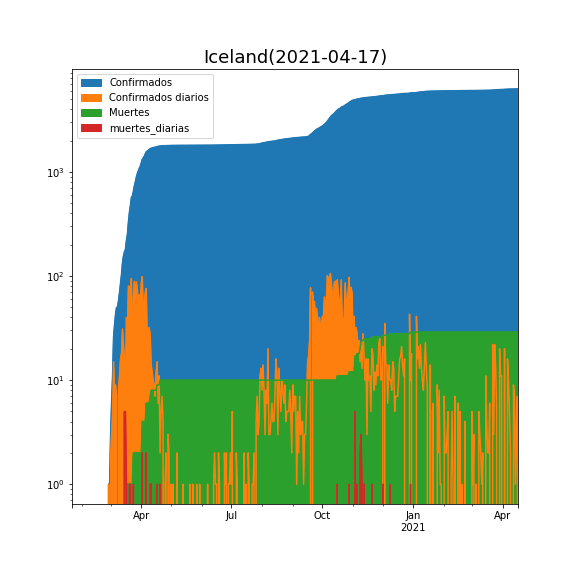 Iceland(2021-04-17)
Confirmados
Confirmados diarios
Muertes
muertes_diarias
10³
10²
10¹
10⁰
Apr Jul Oct Jan Apr
2021